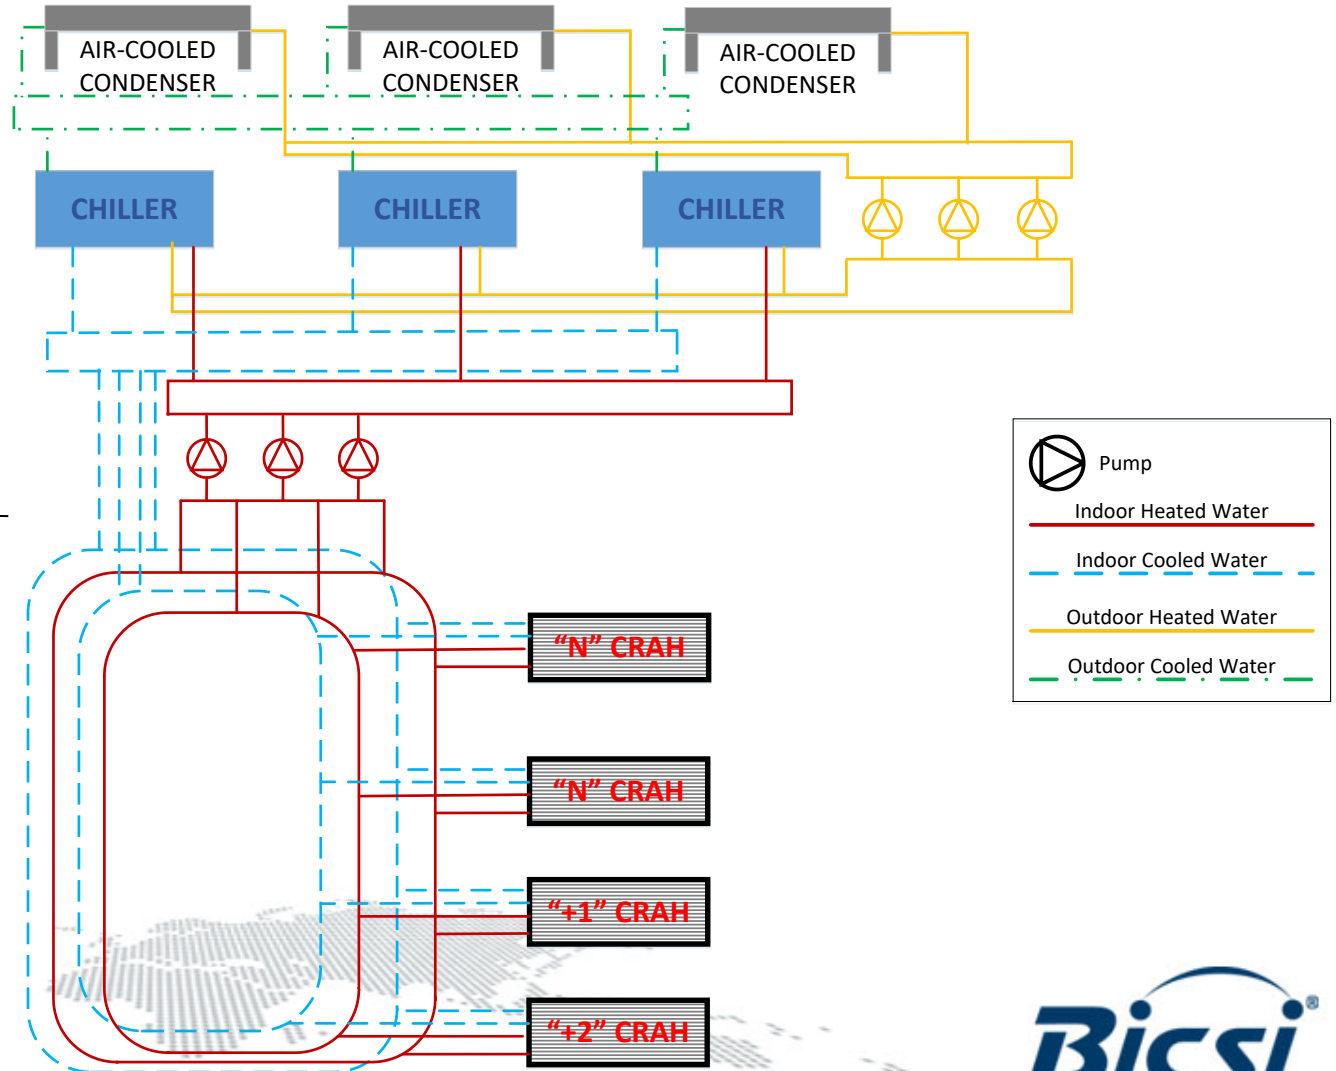 AIR-COOLED
CONDENSER
AIR-COOLED
CONDENSER
AIR-COOLED
CONDENSER
CHILLER
CHILLER
CHILLER
Pump
Indoor Heated Water
Indoor Cooled Water
Outdoor Heated Water
Outdoor Cooled Water
“N” CRAH
“N” CRAH
“+1” CRAH
“+2” CRAH
Bicsi®